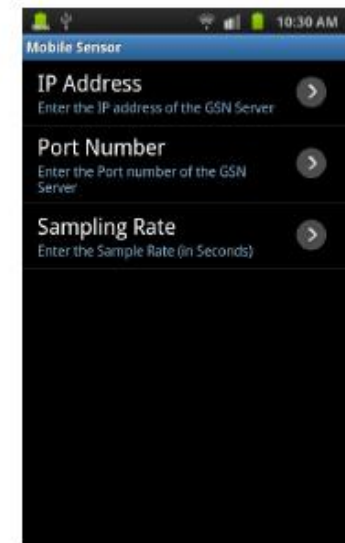 10:30 AM
Mobile Sensor
IP Address
Enter the IP address of the GSN Server
Port Number
Enter the Port number of the GSN
Server
Sampling Rate
Enter the Sample Rate (in Seconds)